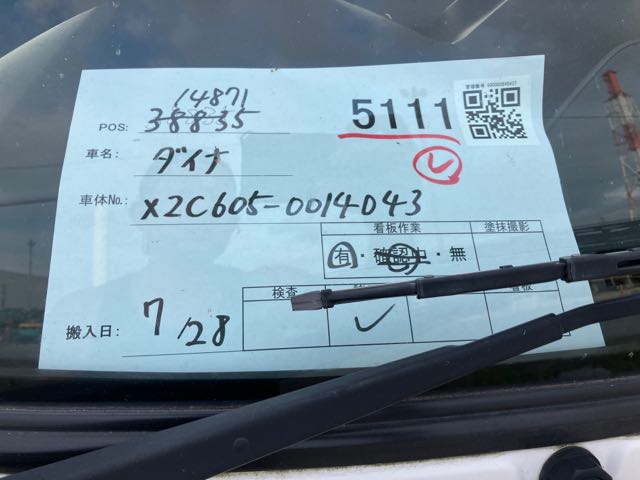 14871
POS: 38835
5111
車名: ダイナ
車体No.: X2C605-0014043
看板作業 塗抹撮影
有・確認中・無
検査
搬入日: 7/28